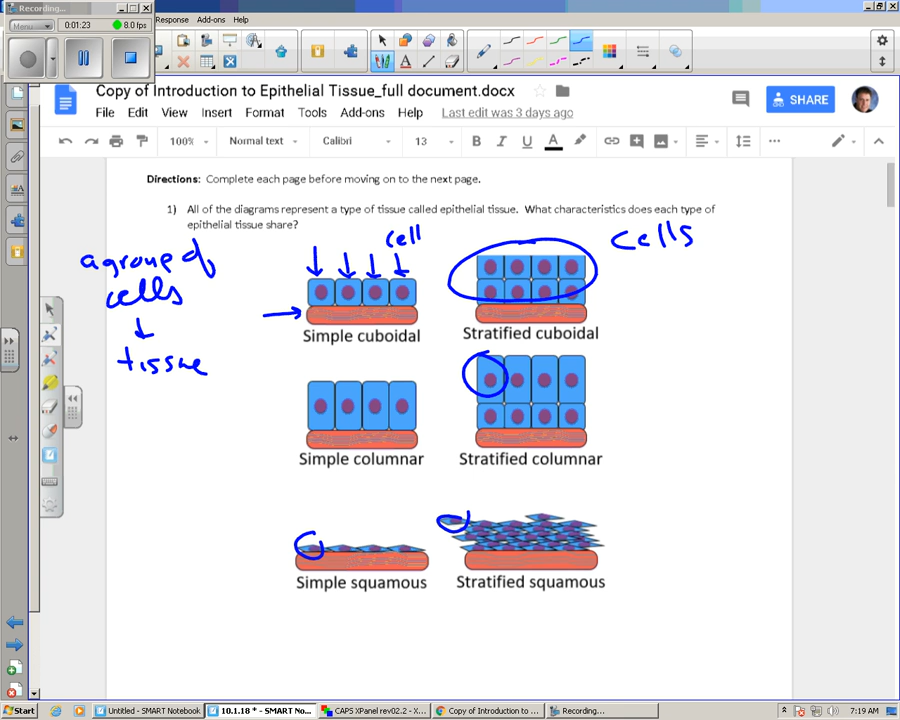 Recording...
Menu
00:01:23
8.0 fps
Response Add-ons Help
Copy of Introduction to Epithelial Tissue_full document.docx
SHARE
File Edit View Insert Format Tools Add-ons Help Last edit was 3 days ago
100% Normal text Calibri 13 B I U A
Directions: Complete each page before moving on to the next page.
1) All of the diagrams represent a type of tissue called epithelial tissue. What characteristics does each type of
epithelial tissue share?
a group of
cells
tissue
cell
cells
Simple cuboidal Stratified cuboidal
Simple columnar Stratified columnar
Simple squamous Stratified squamous
Start Untitled - SMART Notebook 10.1.18 * - SMART No... CAPS XPanel rev02.2 - X... Copy of Introduction to ... Recording... 7:19 AM